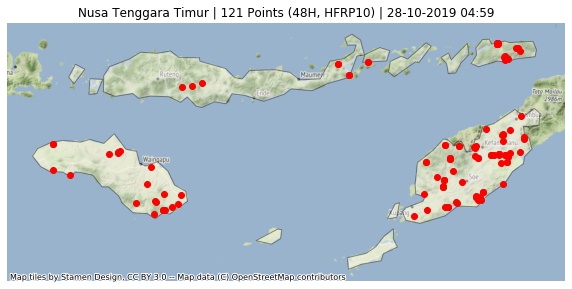 Nusa Tenggara Timur | 121 Points (48H, HFRP10) | 28-10-2019 04:59
Ruteng
Maumere
Ende
Waingapu
Soe
Map tiles by Stamen Design, CC BY 3.0 -- Map data (C) OpenStreetMap contributors